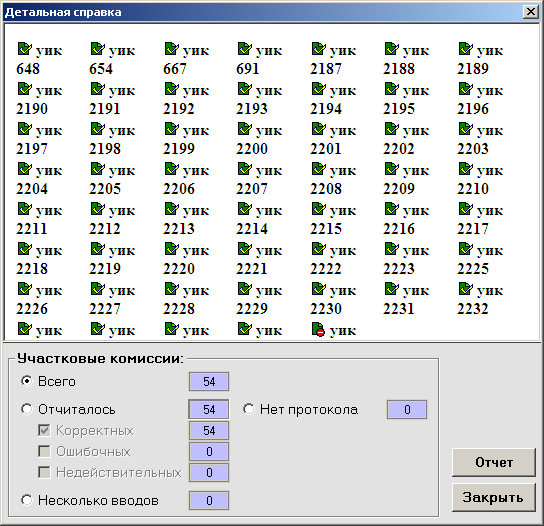 Детальная справка
уик уик уик уик уик уик уик
648 654 667 691 2187 2188 2189
уик уик уик уик уик уик уик
2190 2191 2192 2193 2194 2195 2196
уик уик уик уик уик уик уик
2197 2198 2199 2200 2201 2202 2203
уик уик уик уик уик уик уик
2204 2205 2206 2207 2208 2209 2210
уик уик уик уик уик уик уик
2211 2212 2213 2214 2215 2216 2217
уик уик уик уик уик уик уик
2218 2219 2220 2221 2222 2223 2225
уик уик уик уик уик уик уик
2226 2227 2228 2229 2230 2231 2232
уик уик уик уик уик
Участковые комиссии:
Всего 54
Отчиталось 54 Нет протокола 0
Корректных 54
Ошибочных 0
Недействительных 0
Несколько вводов 0
Отчет
Закрыть